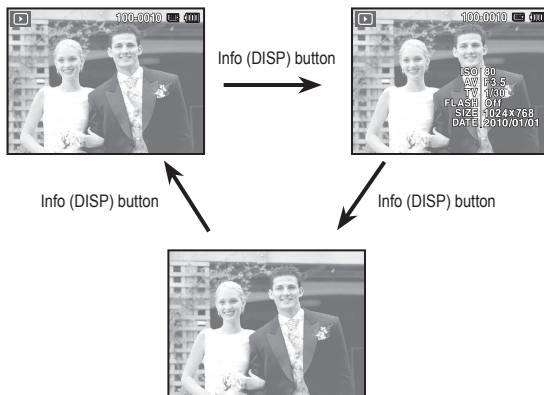 100-0010
100-0010
Info (DISP) button
ISO 80
AV F3.5
TV 1/30
FLASH Off
SIZE 1024X768
DATE 2010/01/01
Info (DISP) button
Info (DISP) button